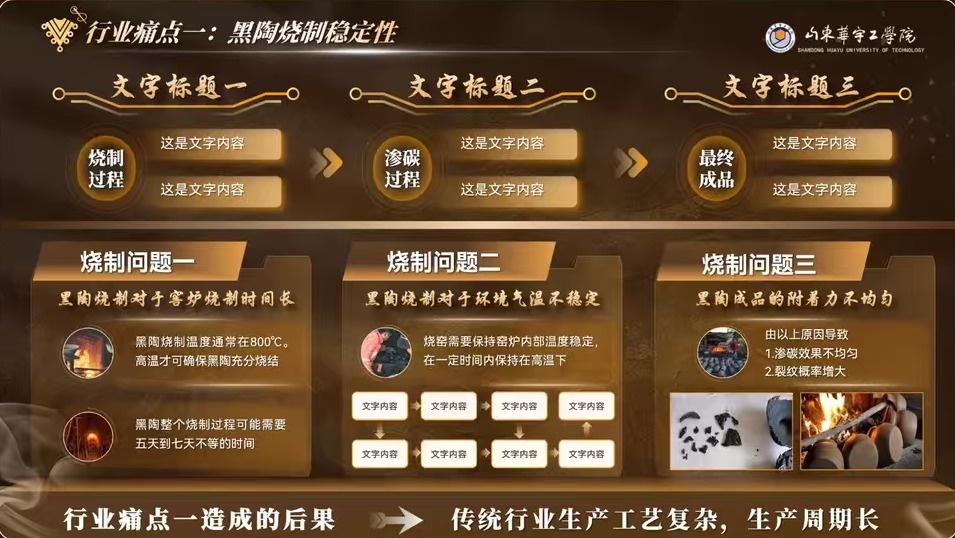 行业痛点一：黑陶烧制稳定性
山东华宇工学院
SHANDONG HUAYU UNIVERSITY OF TECHNOLOGY
文字标题一
文字标题二
文字标题三
烧制
过程
这是文字内容
这是文字内容
渗碳
过程
这是文字内容
这是文字内容
最终
成品
这是文字内容
这是文字内容
烧制问题一
黑陶烧制对于窑炉烧制时间长
黑陶烧制温度通常在800℃。
高温才可确保黑陶充分烧结
黑陶整个烧制过程可能需要
五天到七天不等的时间
烧制问题二
黑陶烧制对于环境气温不稳定
烧窑需要保持窑炉内部温度稳定，
在一定时间内保持在高温下
文字内容
文字内容
文字内容
文字内容
文字内容
文字内容
文字内容
文字内容
烧制问题三
黑陶成品的附着力不均匀
由以上原因导致
1.渗碳效果不均匀
2.裂纹概率增大
行业痛点一造成的后果
传统行业生产工艺复杂，生产周期长